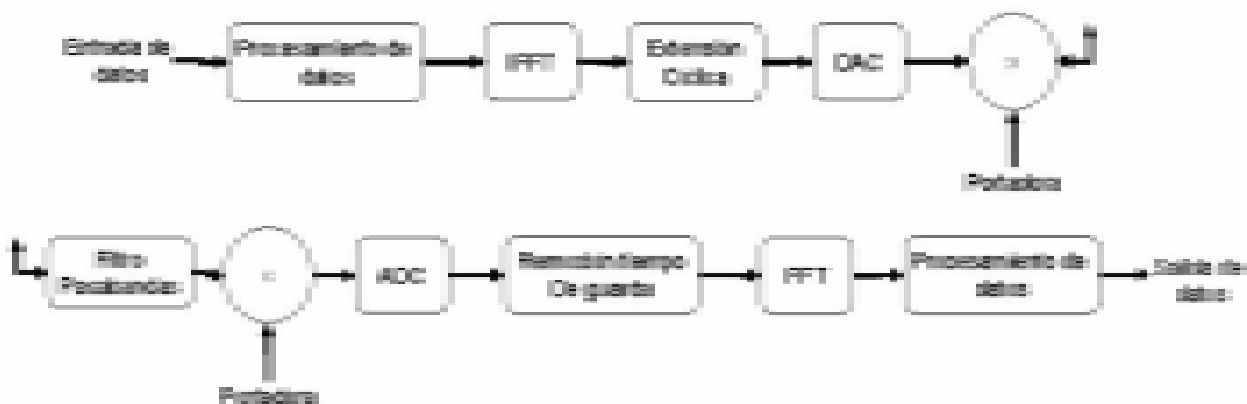 Entrada de
datos
Procesamiento de
datos
IFFT
Extensión
Cíclica
DAC
Portadora
Filtro
Pasabandas
ADC
Remoción tiempo
De guarda
FFT
Procesamiento de
datos
Salida de
datos
Portadora